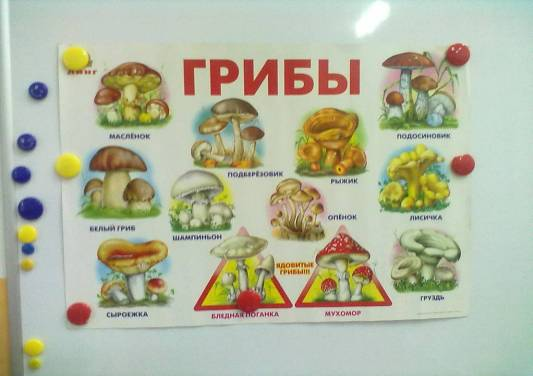 ГРИБЫ
МАСЛЁНОК
ПОДБЕРЁЗОВИК
РЫЖИК
ПОДОСИНОВИК
БЕЛЫЙ ГРИБ
ШАМПИНЬОН
ОПЁНОК
ЛИСИЧКА
СЫРОЕЖКА
БЛЕДНАЯ ПОГАНКА
ЯДОВИТЫЕ
ГРИБЫ!!!
МУХОМОР
ГРУЗДЬ